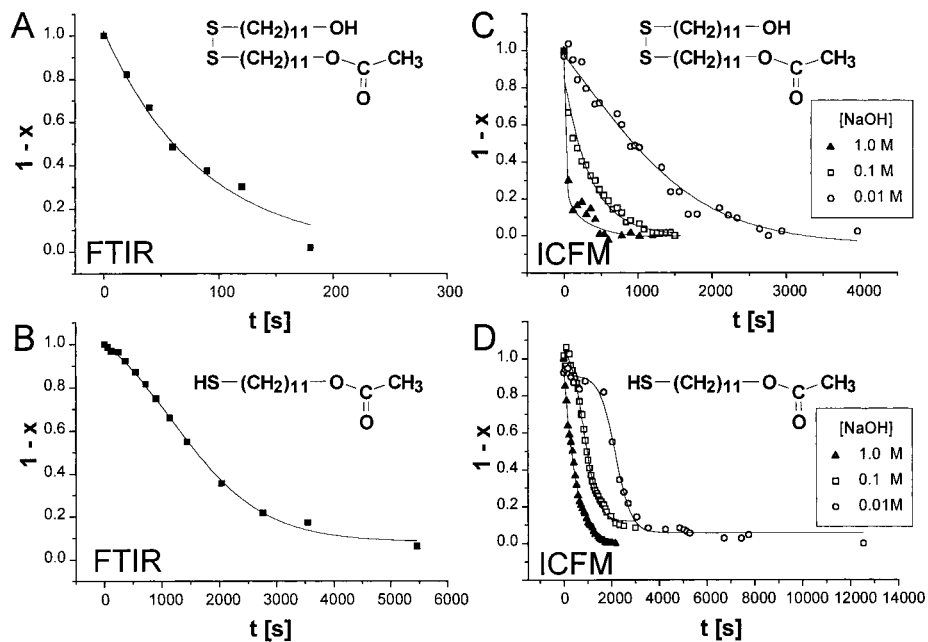 A
S—(CH2)11—OH
S—(CH2)11—O
C
CH3
O
1 - x
1.0
0.8
0.6
0.4
0.2
0.0
FTIR
0 100 200 300
t [s]
C
S—(CH2)11—OH
S—(CH2)11—O
C
CH3
O
[NaOH]
1.0 M
0.1 M
0.01 M
1 - x
1.0
0.8
0.6
0.4
0.2
0.0
ICFM
0 1000 2000 3000 4000
t [s]
B
HS—(CH2)11—O
C
CH3
O
1 - x
1.0
0.8
0.6
0.4
0.2
0.0
FTIR
0 1000 2000 3000 4000 5000 6000
t [s]
D
HS—(CH2)11—O
C
CH3
O
[NaOH]
1.0 M
0.1 M
0.01M
1 - x
1.0
0.8
0.6
0.4
0.2
0.0
ICFM
0 2000 4000 6000 8000 10000 12000 14000
t [s]